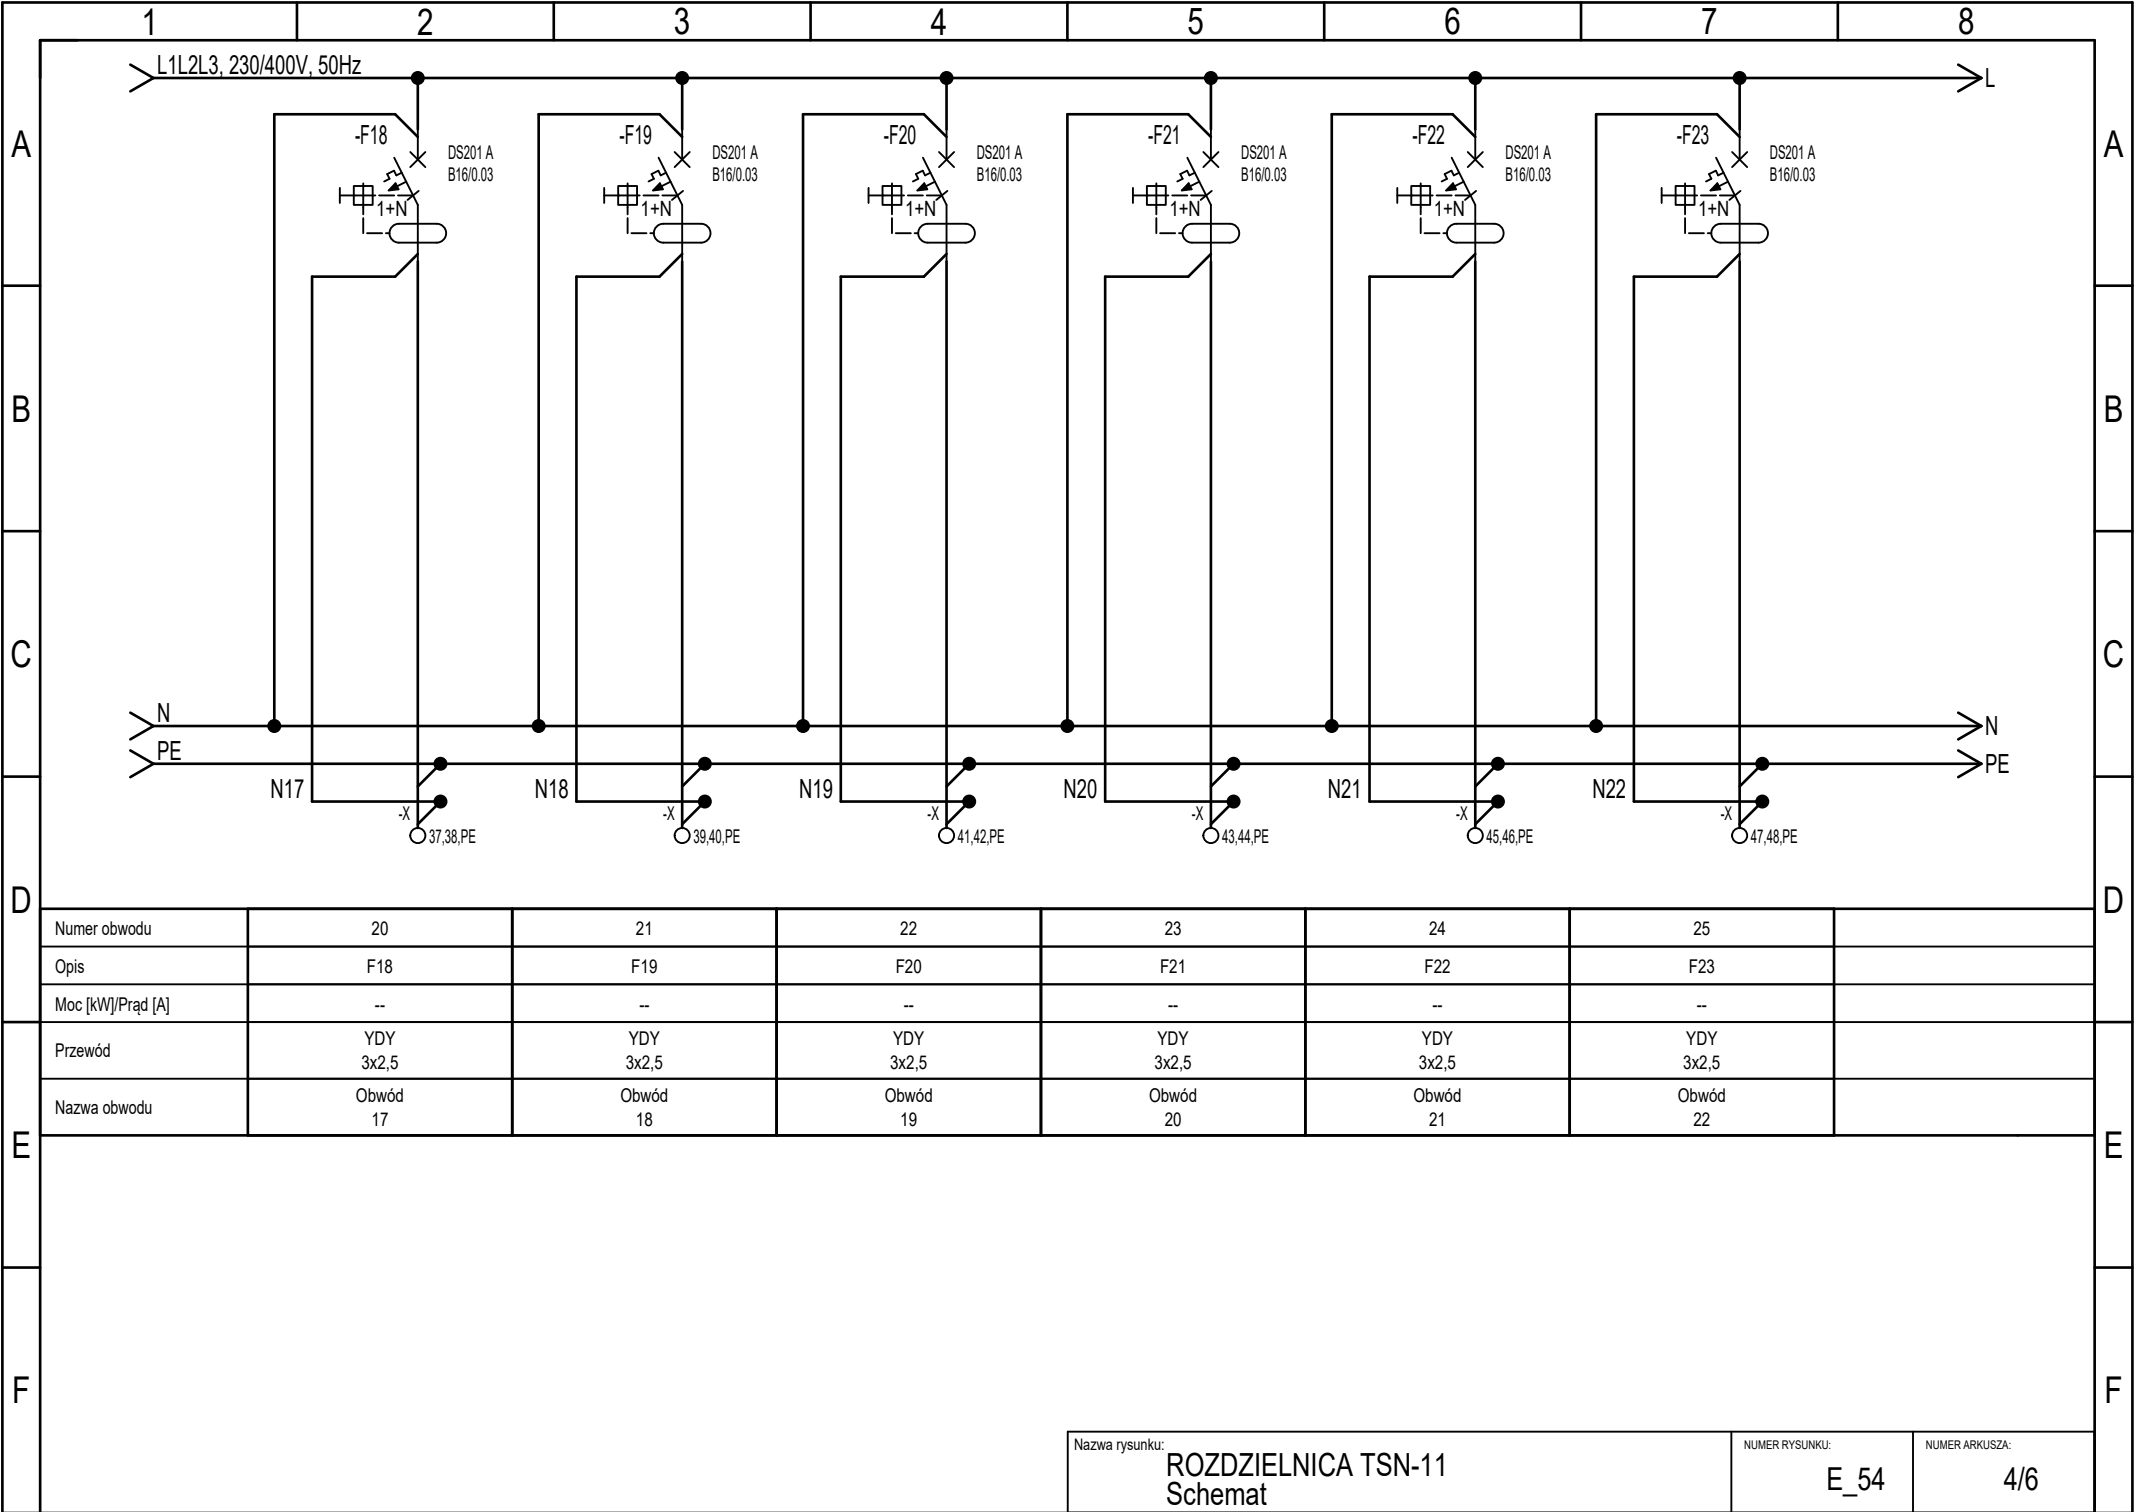 1 2 3 4 5 6 7 8
L1L2L3, 230/400V, 50Hz
L
A A
-F18 -F19 -F20 -F21 -F22 -F23
DS201 A DS201 A DS201 A DS201 A DS201 A DS201 A
B16/0.03 B16/0.03 B16/0.03 B16/0.03 B16/0.03 B16/0.03
1+N 1+N 1+N 1+N 1+N 1+N
B B
C C
N N
PE PE
N17 N18 N19 N20 N21 N22
-X -X -X -X -X -X
37,38,PE 39,40,PE 41,42,PE 43,44,PE 45,46,PE 47,48,PE
D D
Numer obwodu 20 21 22 23 24 25
Opis F18 F19 F20 F21 F22 F23
Moc [kW]/Prąd [A] -- -- -- -- -- --
Przewód YDY YDY YDY YDY YDY YDY
3x2,5 3x2,5 3x2,5 3x2,5 3x2,5 3x2,5
Nazwa obwodu Obwód Obwód Obwód Obwód Obwód Obwód
17 18 19 20 21 22
E E
F F
Nazwa rysunku:
ROZDZIELNICA TSN-11
Schemat
NUMER RYSUNKU:
E_54
NUMER ARKUSZA:
4/6